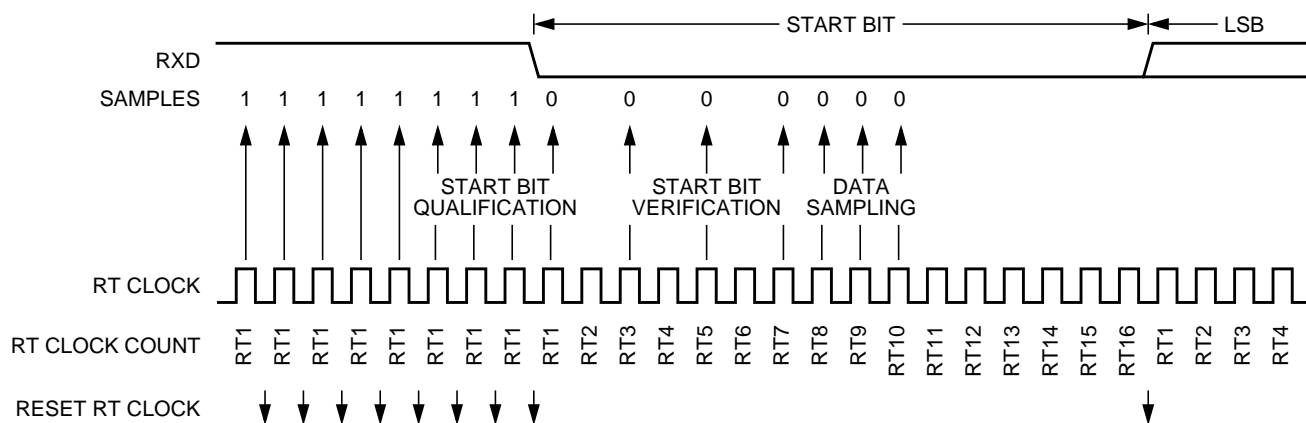 START BIT LSB
RXD
SAMPLES 1 1 1 1 1 1 1 1 0 0 0 0 0 0 0
START BIT QUALIFICATION START BIT VERIFICATION DATA SAMPLING
RT CLOCK
RT CLOCK COUNT RT1 RT1 RT1 RT1 RT1 RT1 RT1 RT1 RT1 RT2 RT3 RT4 RT5 RT6 RT7 RT8 RT9 RT10 RT11 RT12 RT13 RT14 RT15 RT16 RT1 RT2 RT3 RT4
RESET RT CLOCK